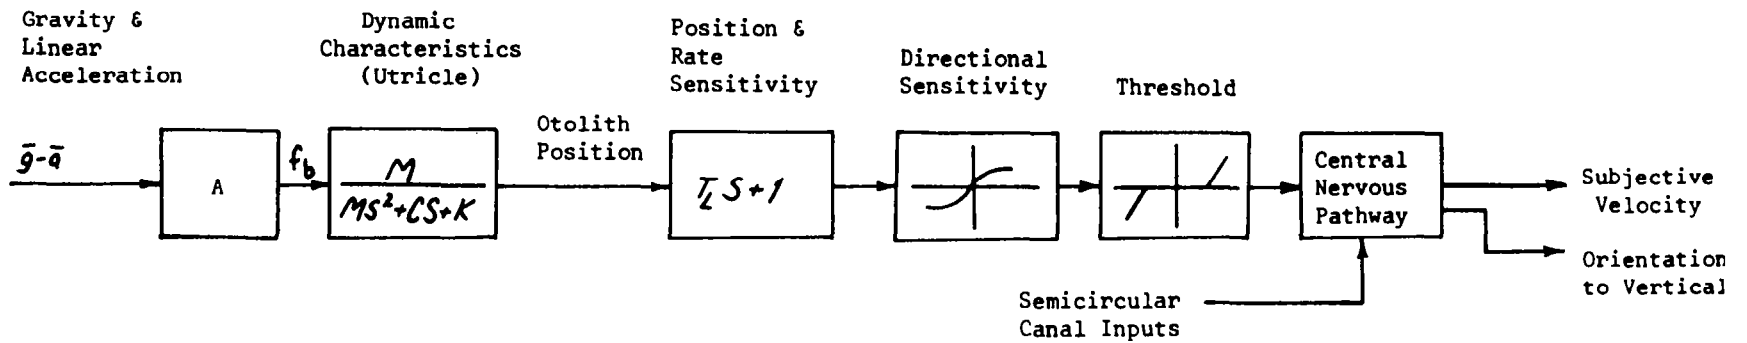 Gravity &
Linear
Acceleration
Dynamic
Characteristics
(Utricle)
Position &
Rate
Sensitivity
Directional
Sensitivity
Threshold
g̅-a̅
A
f_b
M
MS²+CS+K
Otolith
Position
T_L S+1
Central
Nervous
Pathway
Subjective
Velocity
Orientation
to Vertical
Semicircular
Canal Inputs